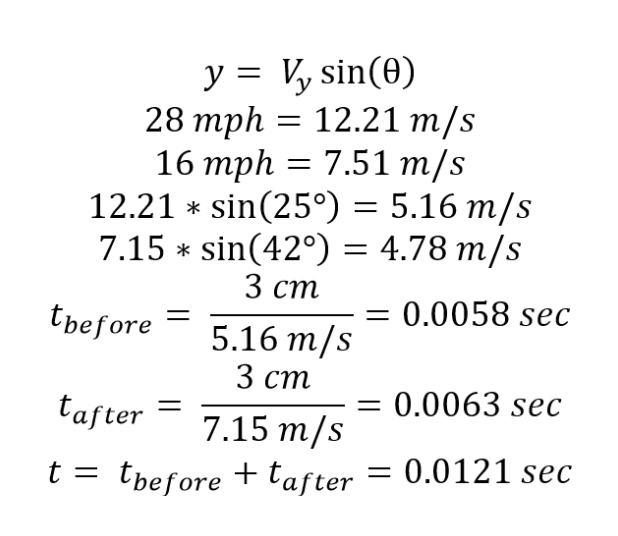 y = V_y sin(θ)
28 mph = 12.21 m/s
16 mph = 7.51 m/s
12.21 * sin(25°) = 5.16 m/s
7.15 * sin(42°) = 4.78 m/s
t_before = 3 cm / 5.16 m/s = 0.0058 sec
t_after = 3 cm / 7.15 m/s = 0.0063 sec
t = t_before + t_after = 0.0121 sec